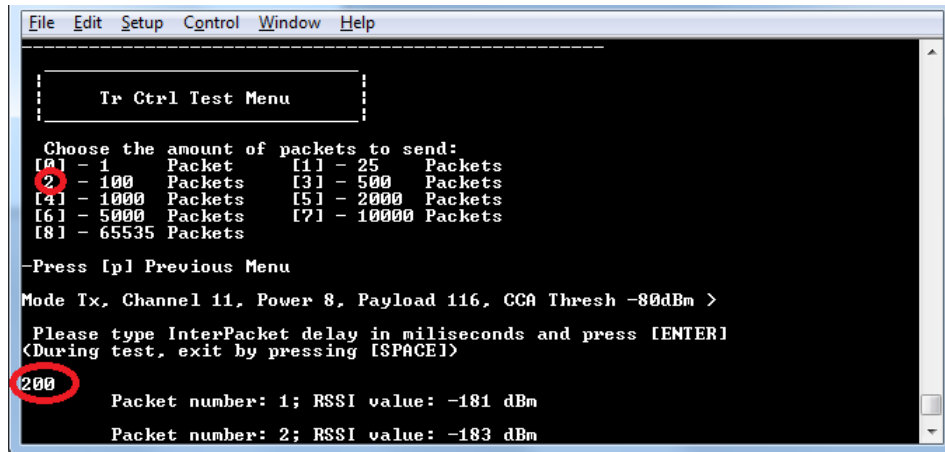 File Edit Setup Control Window Help
Tr Ctrl Test Menu
Choose the amount of packets to send:
[0] - 1 Packet [1] - 25 Packets
[2] - 100 Packets [3] - 500 Packets
[4] - 1000 Packets [5] - 2000 Packets
[6] - 5000 Packets [7] - 10000 Packets
[8] - 65535 Packets
-Press [p] Previous Menu
Mode Tx, Channel 11, Power 8, Payload 116, CCA Thresh -80dBm >
Please type InterPacket delay in miliseconds and press [ENTER]
(During test, exit by pressing [SPACE])
200
Packet number: 1; RSSI value: -181 dBm
Packet number: 2; RSSI value: -183 dBm